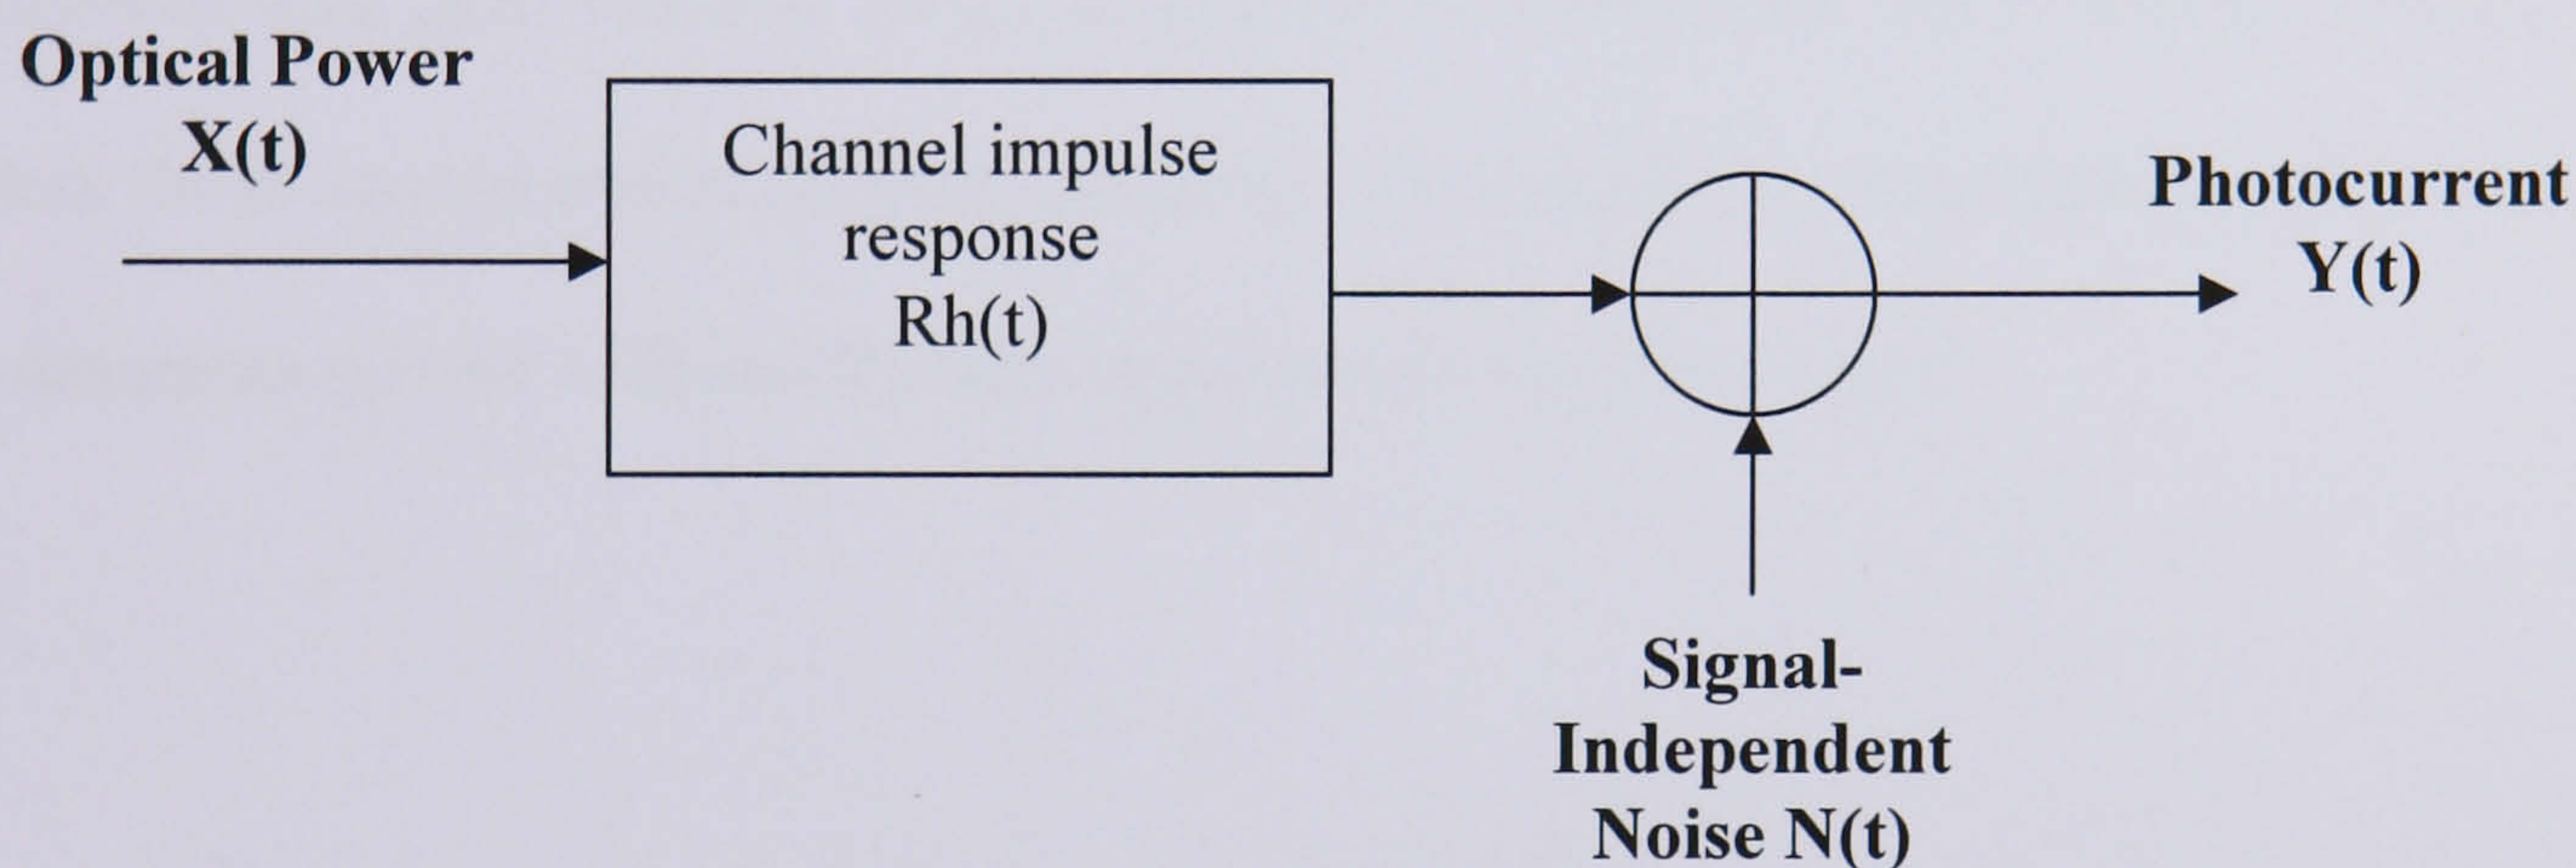 Optical Power
X(t)
Channel impulse
response
Rh(t)
Photocurrent
Y(t)
Signal-
Independent
Noise N(t)